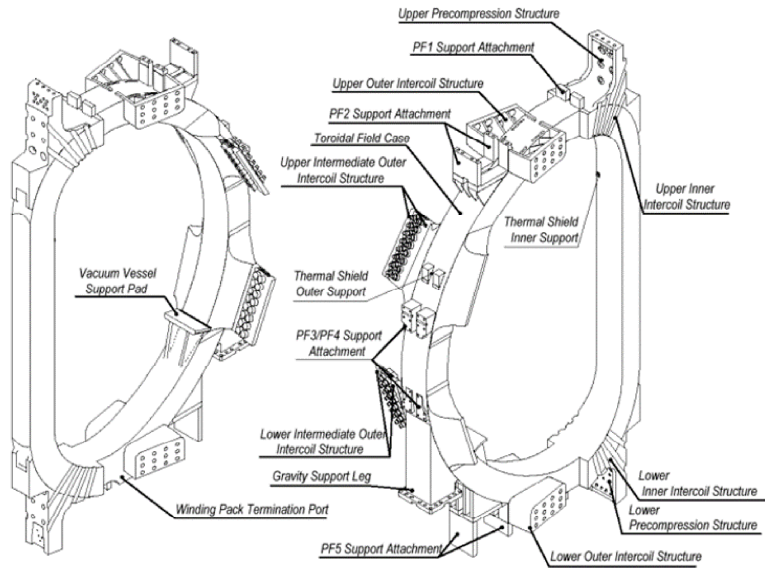 Upper Precompression Structure
PF1 Support Attachment
Upper Outer Intercoil Structure
PF2 Support Attachment
Toroidal Field Case
Upper Intermediate Outer
Intercoil Structure
Upper Inner
Intercoil Structure
Thermal Shield
Inner Support
Vacuum Vessel
Support Pad
Thermal Shield
Outer Support
PF3/PF4 Support
Attachment
Lower Intermediate Outer
Intercoil Structure
Gravity Support Leg
Winding Pack Termination Port
Lower
Inner Intercoil Structure
Lower
Precompression Structure
PF5 Support Attachment
Lower Outer Intercoil Structure